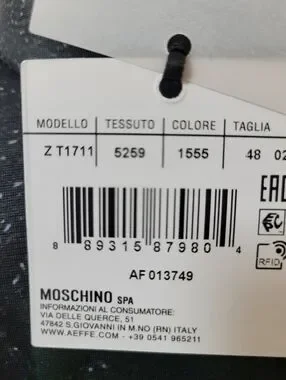 MODELLO TESSUTO COLORE TAGLIA
Z T1711 5259 1555 48 02
EAC
8 89315 87980 4
RFID
AF 013749
MOSCHINO SPA
INFORMAZIONI AL CONSUMATORE:
VIA DELLE QUERCE, 51
47842 S.GIOVANNI IN M.NO (RN) ITALY
WWW.AEFFE.COM - +39 0541 965211